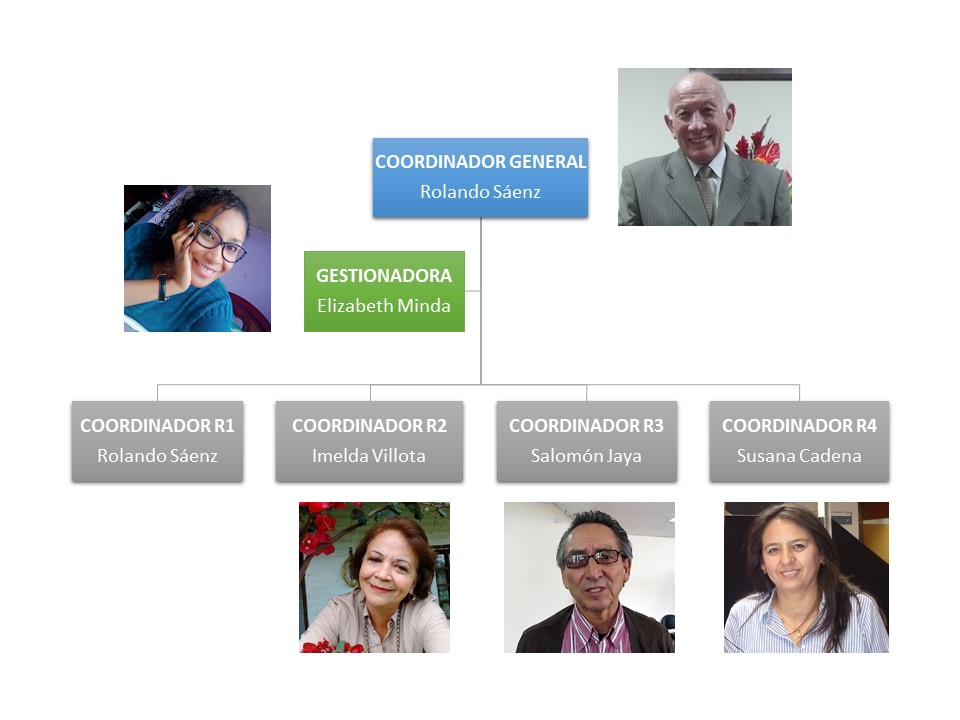 COORDINADOR GENERAL
Rolando Sáenz
GESTIONADORA
Elizabeth Minda
COORDINADOR R1
Rolando Sáenz
COORDINADOR R2
Imelda Villota
COORDINADOR R3
Salomón Jaya
COORDINADOR R4
Susana Cadena